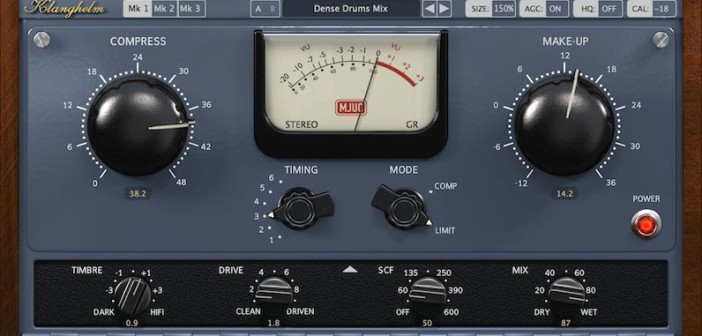 Klanghelm Mk 1 Mk 2 Mk 3 A B Dense Drums Mix SIZE: 150% AGC: ON HQ: OFF CAL: -18
COMPRESS
0 6 12 18 24 30 36 42 48
38.2
VU VU
-20 -10 -7 -5 -3 -2 -1 0 +1 +2 +3
MJUC
STEREO GR
MAKE-UP
-12 -6 0 6 12 18 24 30 36
14.2
TIMING
1 2 3 4 5 6
MODE
COMP
LIMIT
POWER
TIMBRE
-3 -1 +1 +3
DARK HIFI
0.9
DRIVE
2 4 6 8
CLEAN DRIVEN
1.8
SCF
60 135 250 390
OFF 600
50
MIX
20 40 60 80
DRY WET
87